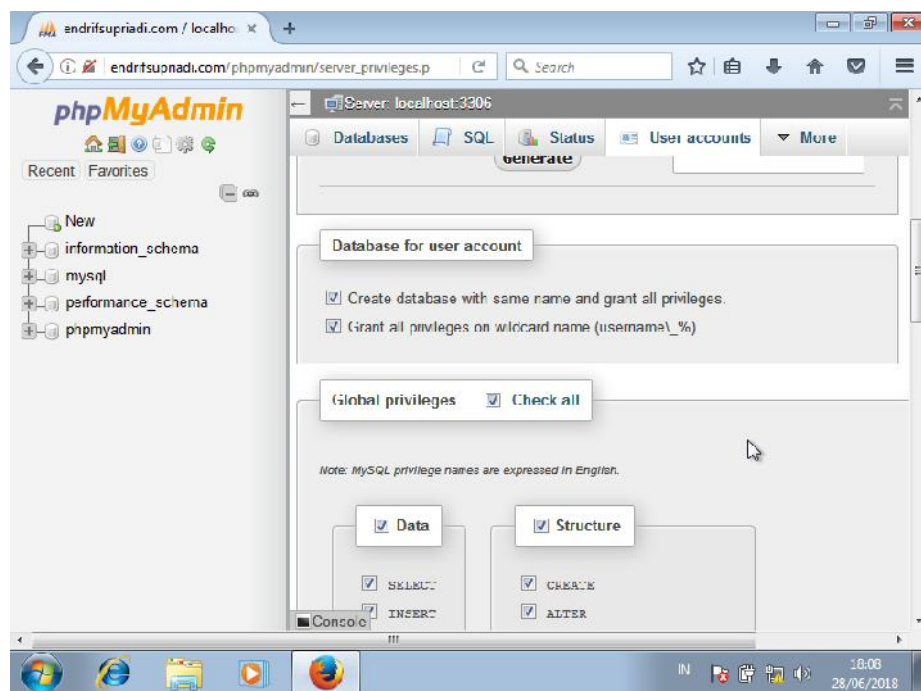 endrifsupriadi.com / localho
endrifsupriadi.com/phpmyadmin/server_privileges.p
Search
phpMyAdmin
Recent Favorites
New
information_schema
mysql
performance_schema
phpmyadmin
Server: localhost:3306
Databases SQL Status User accounts More
Generate
Database for user account
Create database with same name and grant all privileges.
Grant all privileges on wildcard name (username\_%)
Global privileges Check all
Note: MySQL privilege names are expressed in English.
Data Structure
SELECT CREATE
INSERT ALTER
Console
IN
18:08
28/06/2018